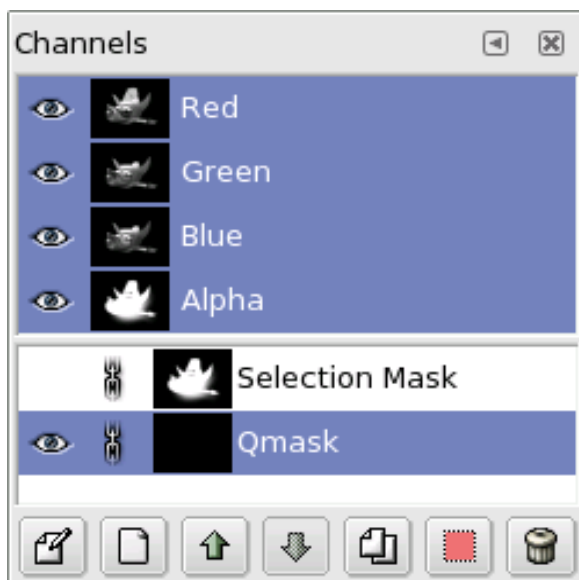 Channels
Red
Green
Blue
Alpha
Selection Mask
Qmask